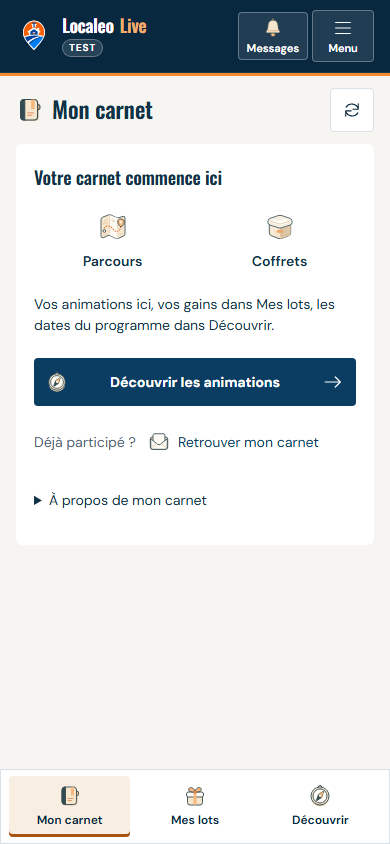 Localeo Live
TEST
Messages
Menu
Mon carnet
Votre carnet commence ici
Parcours
Coffrets
Vos animations ici, vos gains dans Mes lots, les
dates du programme dans Découvrir.
Découvrir les animations
Déjà participé ?
Retrouver mon carnet
À propos de mon carnet
Mon carnet
Mes lots
Découvrir